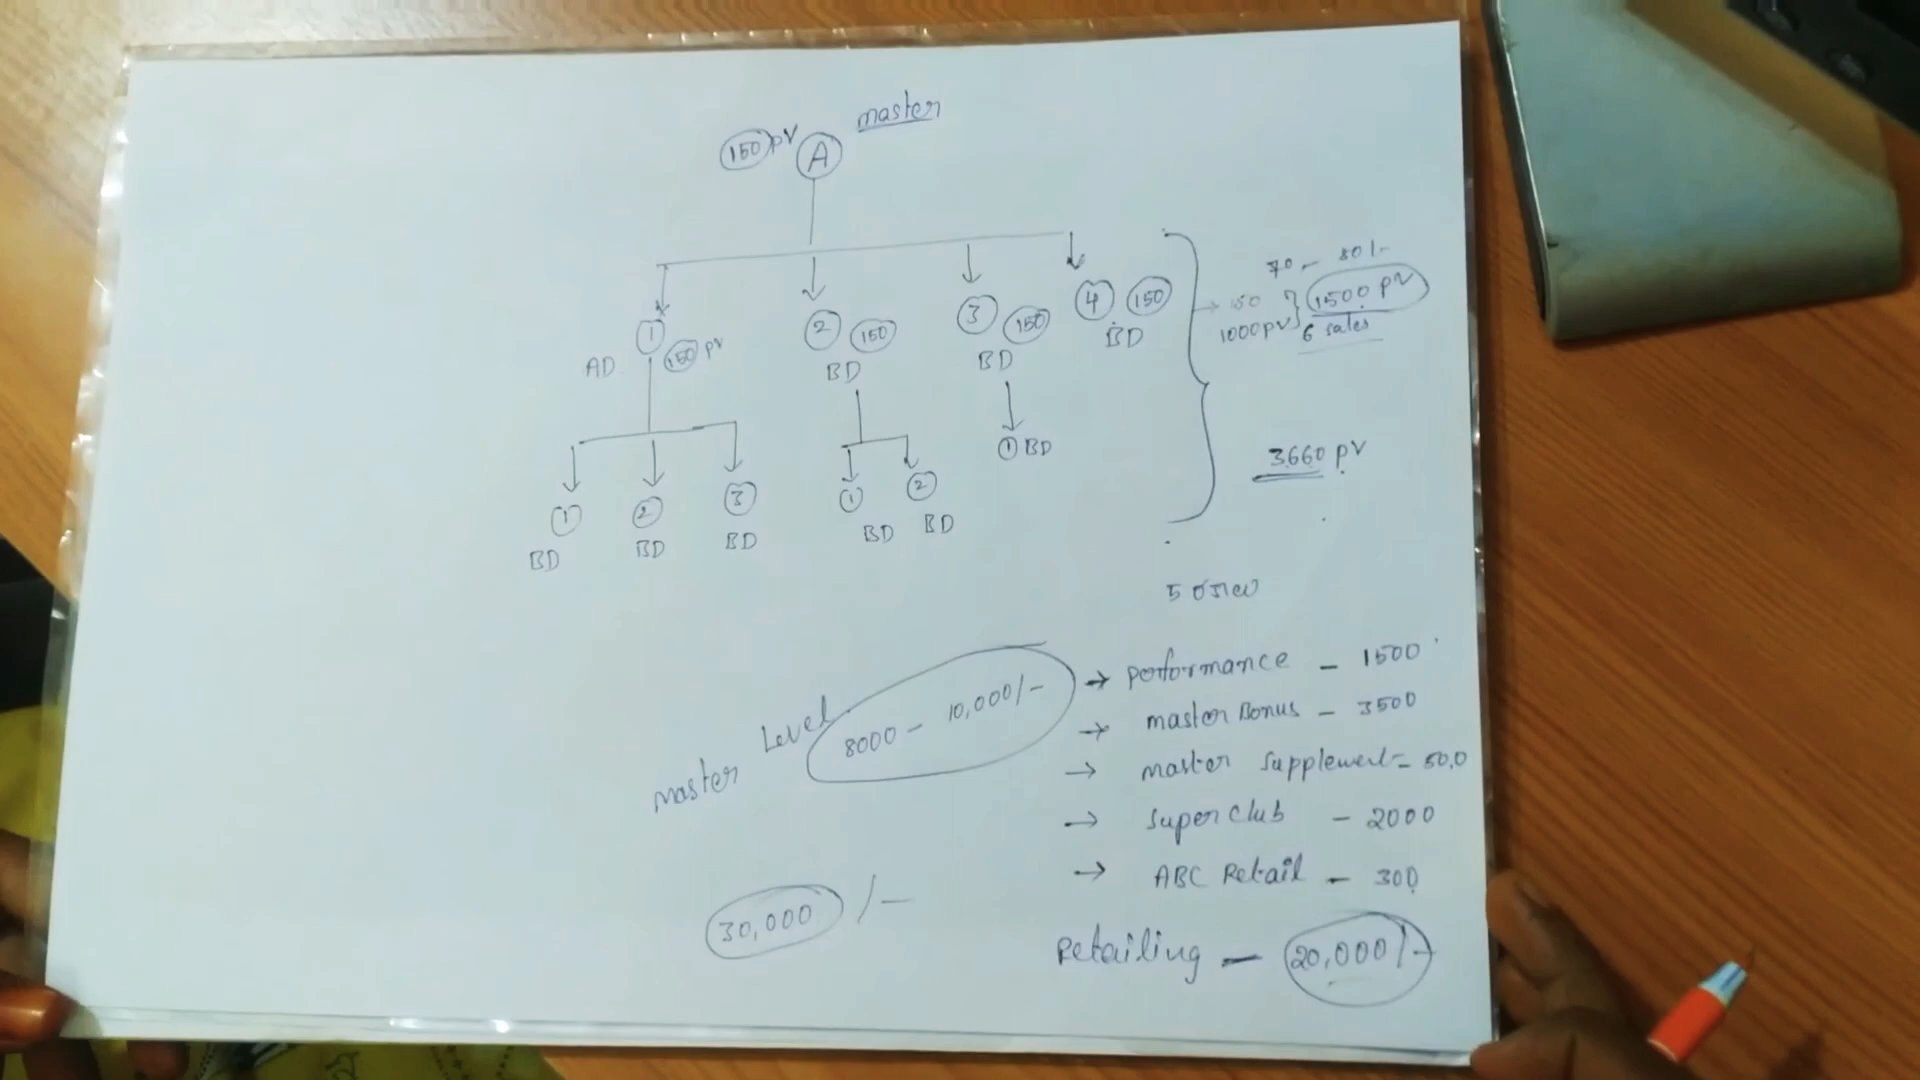 master
150 PV A
1 2 150 3 150 4 150
AD 150 PV BD BD BD
70 - 80/-
150
1000PV } 1500 PV
6 sales
1 BD
3660 PV
1 2 3 1 2
BD BD BD BD BD
master Level 8000 - 10,000/-
→ Performance - 1500
→ master Bonus - 3500
→ master Supplement - 500
→ Super Club - 2000
→ ABC Retail - 300
30,000 /-
Retailing - 20,000/-